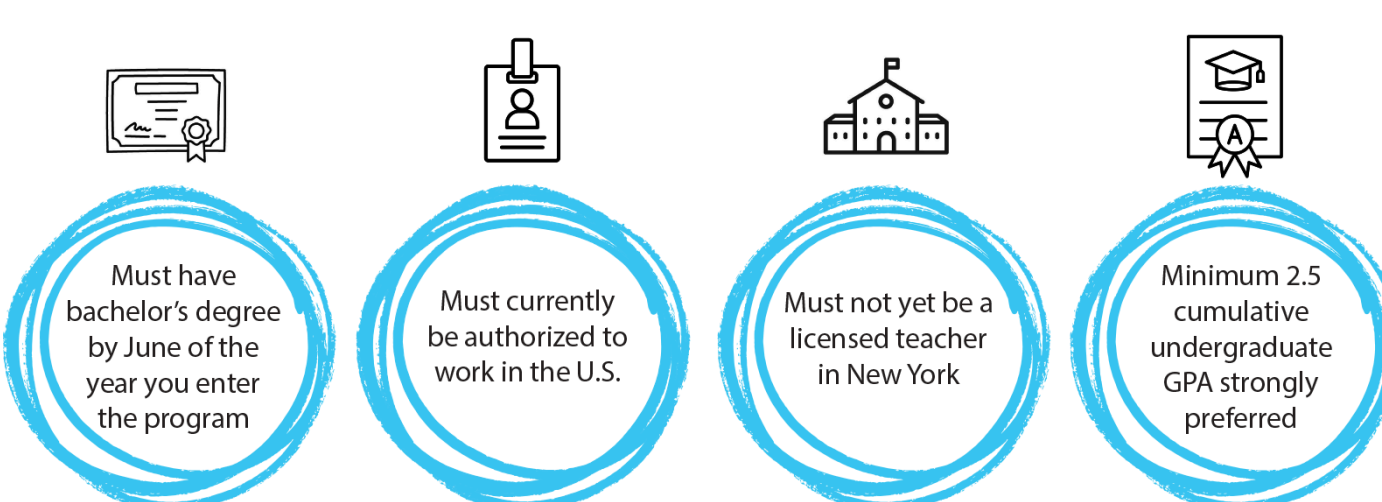 Must have
bachelor's degree
by June of the
year you enter
the program
Must currently
be authorized to
work in the U.S.
Must not yet be a
licensed teacher
in New York
A
Minimum 2.5
cumulative
undergraduate
GPA strongly
preferred